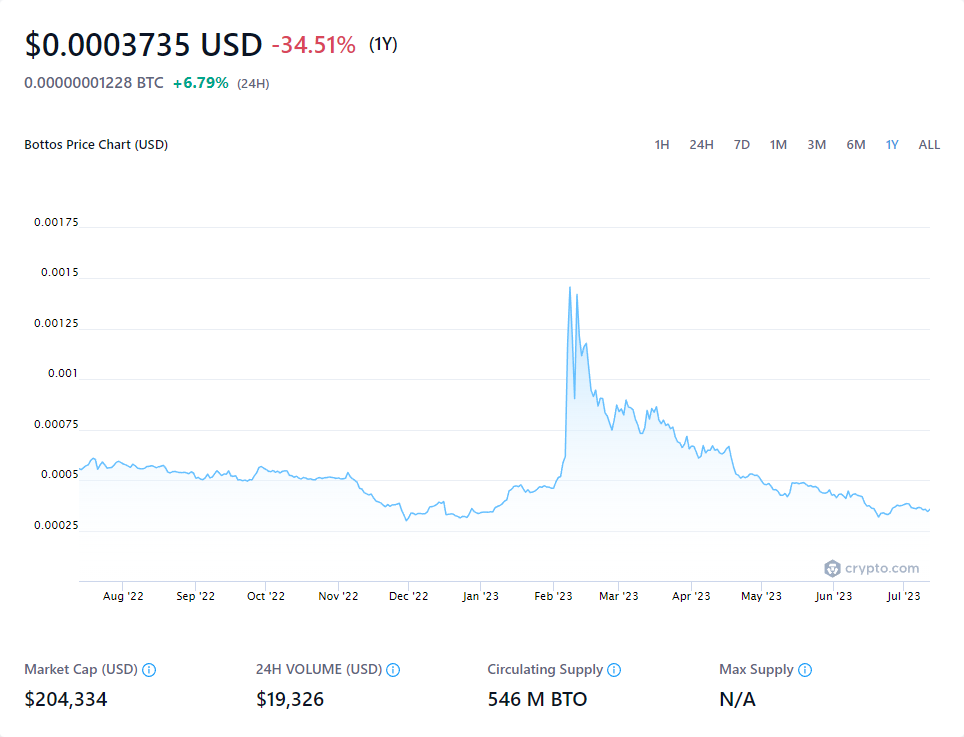 $0.0003735 USD -34.51% (1Y)
0.00000001228 BTC +6.79% (24H)
Bottos Price Chart (USD) 1H 24H 7D 1M 3M 6M 1Y ALL
0.00175
0.0015
0.00125
0.001
0.00075
0.0005
0.00025
crypto.com
Aug '22 Sep '22 Oct '22 Nov '22 Dec '22 Jan '23 Feb '23 Mar '23 Apr '23 May '23 Jun '23 Jul '23
Market Cap (USD) 24H VOLUME (USD) Circulating Supply Max Supply
$204,334 $19,326 546 M BTO N/A